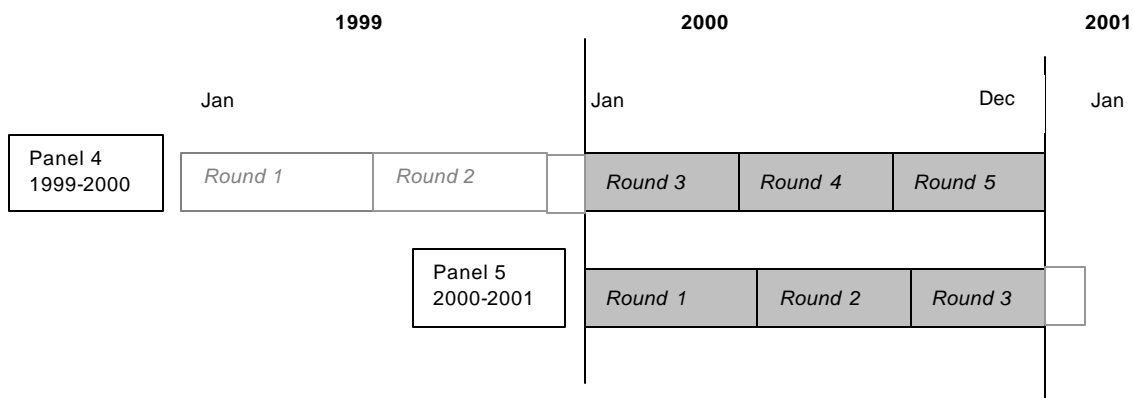 1999 2000 2001
Jan Jan Dec Jan
Panel 4
1999-2000
Round 1 Round 2 Round 3 Round 4 Round 5
Panel 5
2000-2001
Round 1 Round 2 Round 3